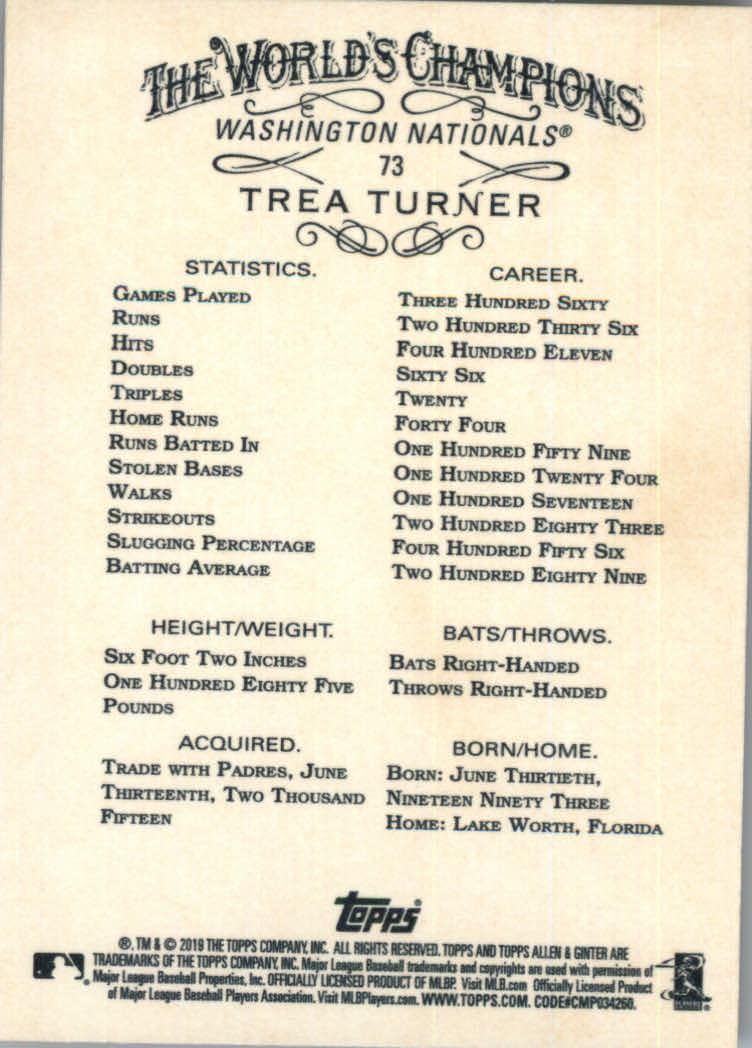 THE WORLD'S CHAMPIONS
WASHINGTON NATIONALS®
73
TREA TURNER
STATISTICS.
GAMES PLAYED
RUNS
HITS
DOUBLES
TRIPLES
HOME RUNS
RUNS BATTED IN
STOLEN BASES
WALKS
STRIKEOUTS
SLUGGING PERCENTAGE
BATTING AVERAGE
CAREER.
THREE HUNDRED SIXTY
TWO HUNDRED THIRTY SIX
FOUR HUNDRED ELEVEN
SIXTY SIX
TWENTY
FORTY FOUR
ONE HUNDRED FIFTY NINE
ONE HUNDRED TWENTY FOUR
ONE HUNDRED SEVENTEEN
TWO HUNDRED EIGHTY THREE
FOUR HUNDRED FIFTY SIX
TWO HUNDRED EIGHTY NINE
HEIGHT/WEIGHT.
SIX FOOT TWO INCHES
ONE HUNDRED EIGHTY FIVE
POUNDS
BATS/THROWS.
BATS RIGHT-HANDED
THROWS RIGHT-HANDED
ACQUIRED.
TRADE WITH PADRES, JUNE
THIRTEENTH, TWO THOUSAND
FIFTEEN
BORN/HOME.
BORN: JUNE THIRTIETH,
NINETEEN NINETY THREE
HOME: LAKE WORTH, FLORIDA
topps®
®, TM & © 2019 THE TOPPS COMPANY, INC. ALL RIGHTS RESERVED. TOPPS AND TOPPS ALLEN & GINTER ARE
TRADEMARKS OF THE TOPPS COMPANY, INC. Major League Baseball trademarks and copyrights are used with permission of
Major League Baseball Properties, Inc. OFFICIALLY LICENSED PRODUCT OF MLBP. Visit MLB.com Officially Licensed Product
of Major League Baseball Players Association. Visit MLBPlayers.com. WWW.TOPPS.COM. CODE#CMP034260.